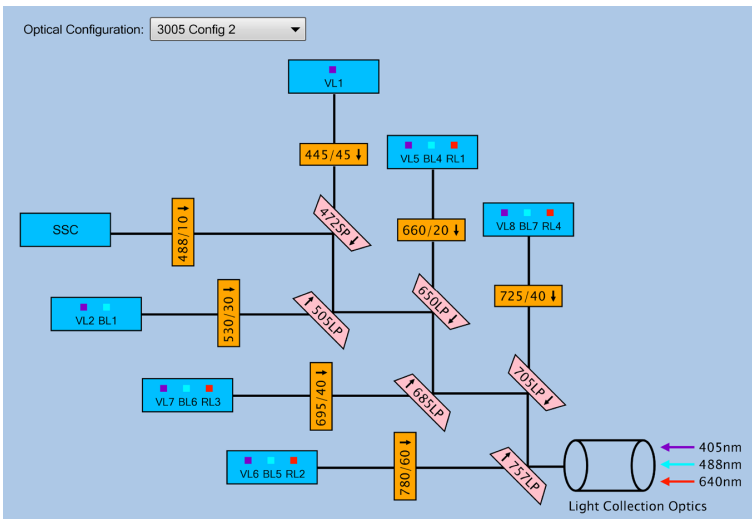 Optical Configuration: 3005 Config 2
VL1
445/45 ↓
VL5 BL4 RL1
472SP ↓
660/20 ↓
VL8 BL7 RL4
SSC
488/10 →
650LP ↓
725/40 ↓
VL2 BL1
530/30 →
↑ 505LP
705LP ↓
VL7 BL6 RL3
695/40 →
↑ 685LP
VL6 BL5 RL2
780/60 →
↑ 757LP
405nm
488nm
640nm
Light Collection Optics